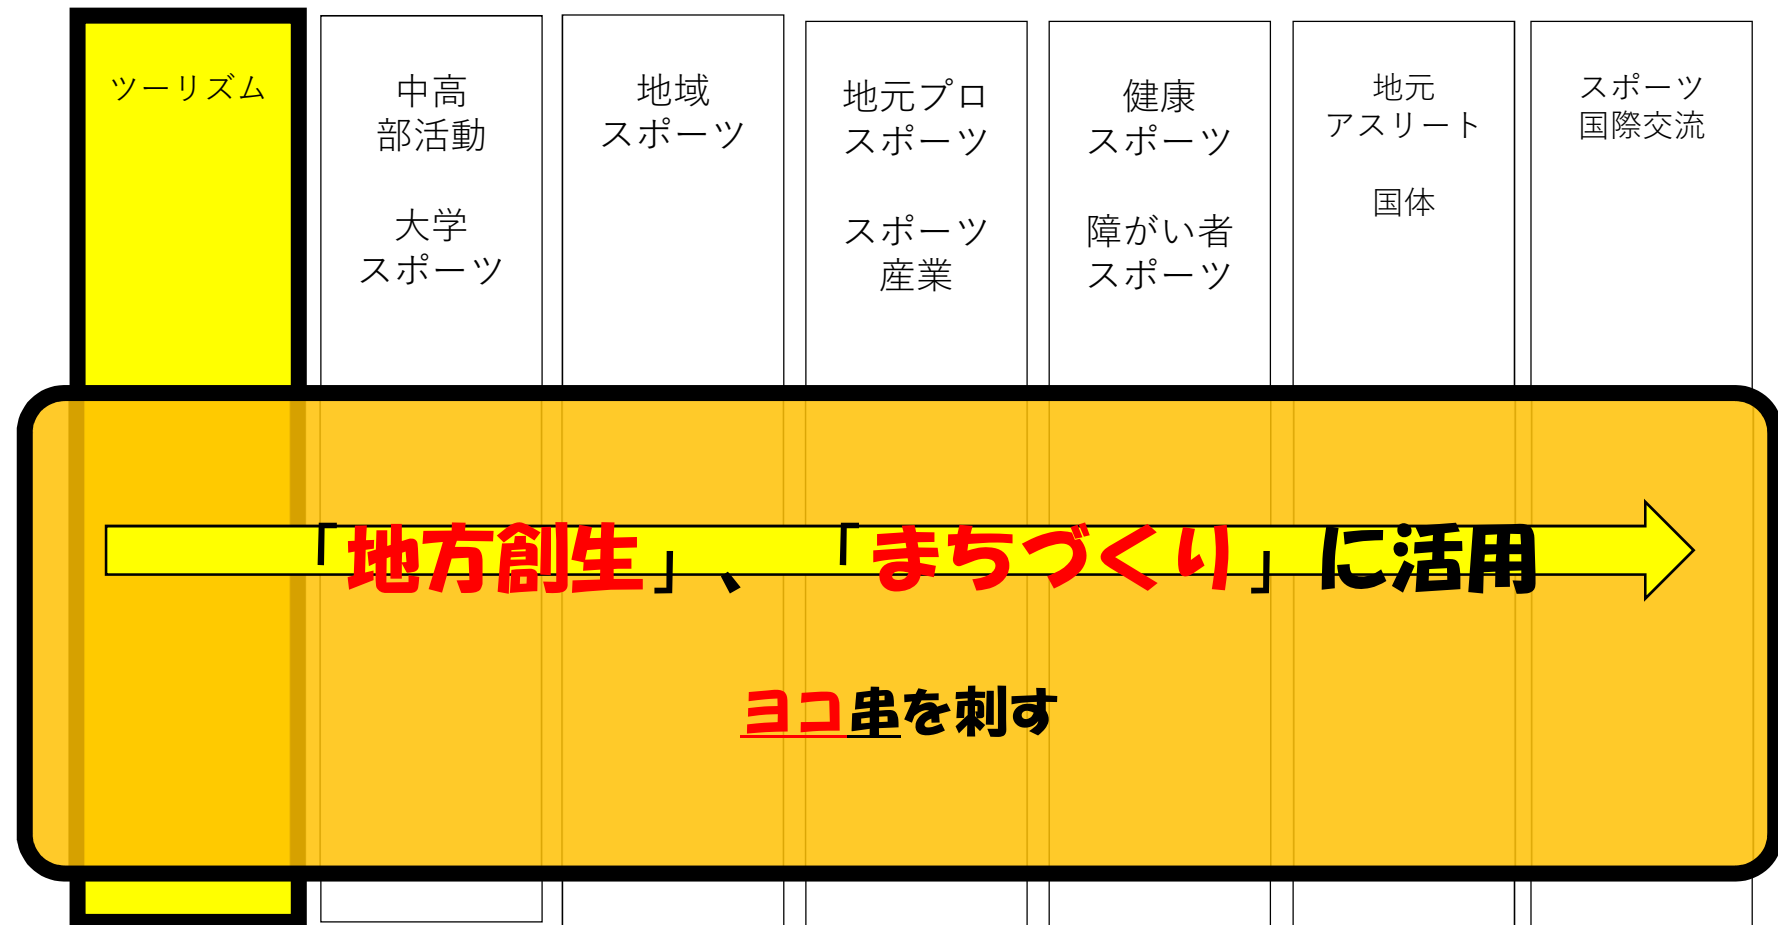 ツーリズム
中高
部活動
大学
スポーツ
地域
スポーツ
地元プロ
スポーツ
スポーツ
産業
健康
スポーツ
障がい者
スポーツ
地元
アスリート
国体
スポーツ
国際交流
「地方創生」、「まちづくり」に活用
ヨコ串を刺す